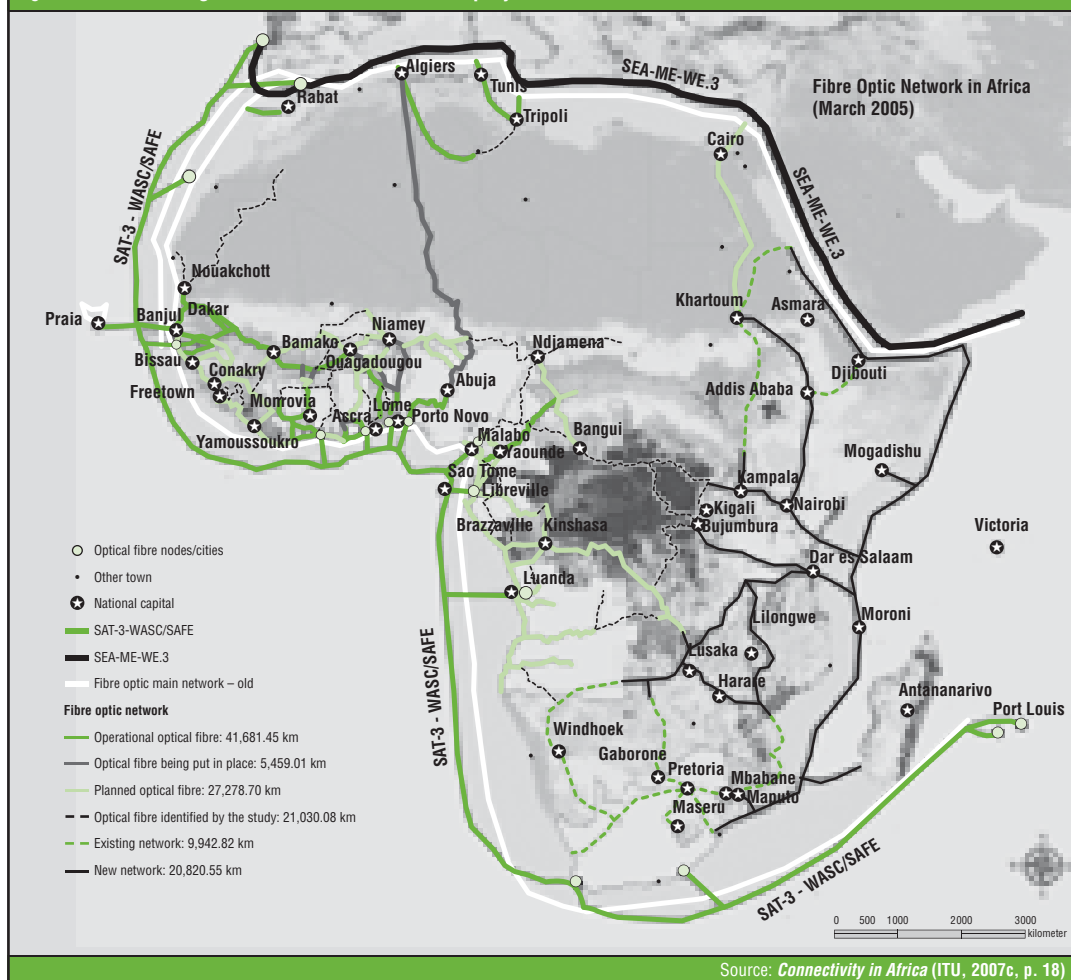 Fibre Optic Network in Africa
(March 2005)
SEA-ME-WE.3
SEA-ME-WE.3
SAT-3 - WASC/SAFE
SAT-3 - WASC/SAFE
SAT-3 - WASC/SAFE
Algiers
Tunis
Rabat
Tripoli
Cairo
Nouakchott
Praia
Banjul
Dakar
Khartoum
Asmara
Bissau
Bamako
Niamey
Ndjamena
Conakry
Ouagadougou
Djibouti
Freetown
Monrovia
Abuja
Addis Ababa
Accra
Lome
Porto Novo
Yamoussoukro
Malabo
Yaounde
Bangui
Mogadishu
Sao Tome
Libreville
Kampala
Kigali
Nairobi
Brazzaville
Kinshasa
Bujumbura
Victoria
Dar es Salaam
Luanda
Lilongwe
Moroni
Lusaka
Harare
Antananarivo
Port Louis
Windhoek
Gaborone
Pretoria
Mbabane
Maputo
Maseru
Optical fibre nodes/cities
Other town
National capital
SAT-3-WASC/SAFE
SEA-ME-WE.3
Fibre optic main network – old
Fibre optic network
Operational optical fibre: 41,681.45 km
Optical fibre being put in place: 5,459.01 km
Planned optical fibre: 27,278.70 km
Optical fibre identified by the study: 21,030.08 km
Existing network: 9,942.82 km
New network: 20,820.55 km
0 500 1000 2000 3000
kilometer
Source: Connectivity in Africa (ITU, 2007c, p. 18)